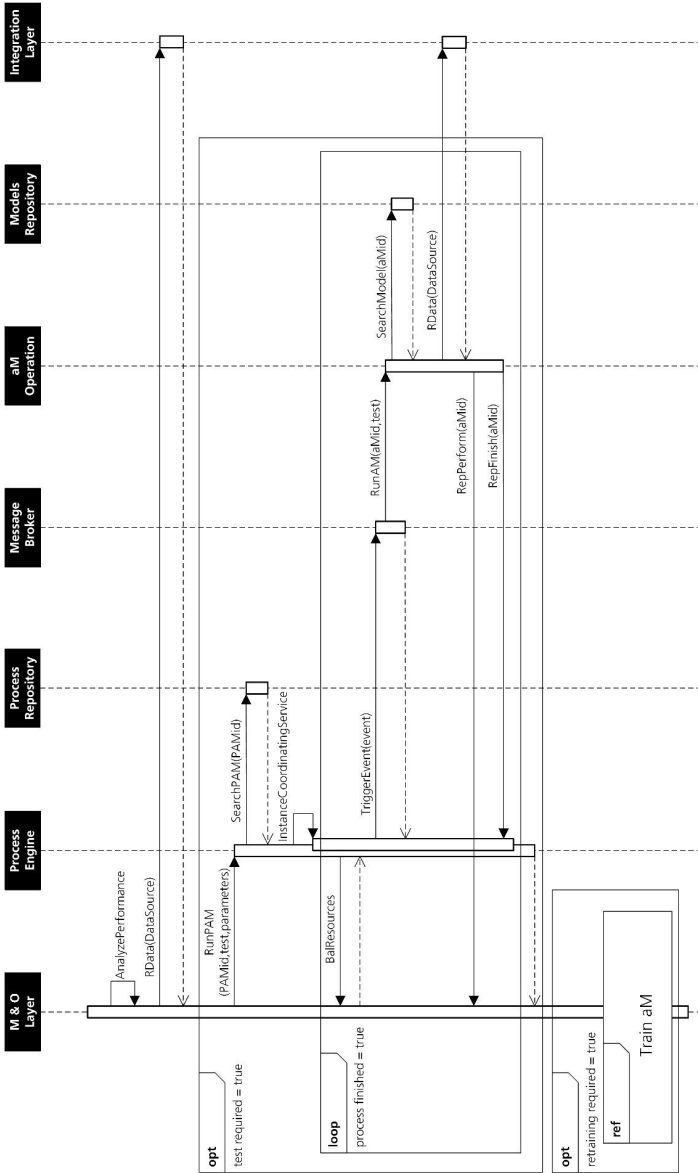 M & O
Layer
Process
Engine
Process
Repository
Message
Broker
aM
Operation
Models
Repository
Integration
Layer
AnalyzePerformance
RData(DataSource)
opt
test required = true
RunPAM
(PAMid,test,parameters)
SearchPAM(PAMid)
InstanceCoordinatingService
loop
process finished = true
BalResources
TriggerEvent(event)
RunAM(aMid,test)
SearchModel(aMid)
RData(DataSource)
RepPerform(aMid)
RepFinish(aMid)
opt
retraining required = true
ref
Train aM